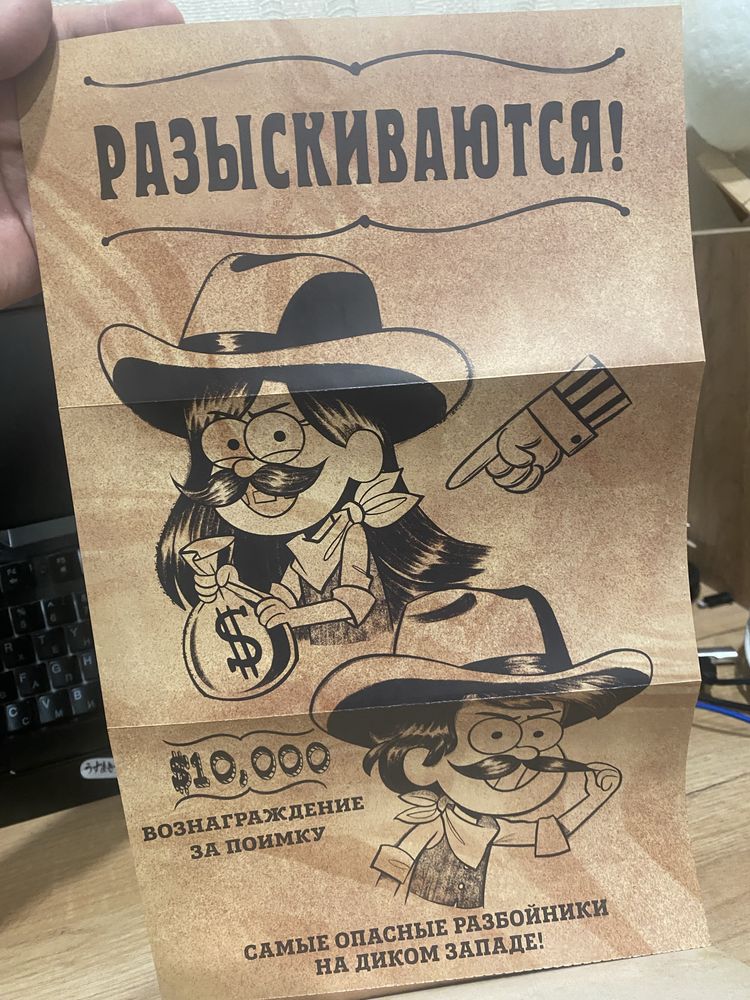 РАЗЫСКИВАЮТСЯ!
$
$10,000
ВОЗНАГРАЖДЕНИЕ
ЗА ПОИМКУ
САМЫЕ ОПАСНЫЕ РАЗБОЙНИКИ
НА ДИКОМ ЗАПАДЕ!